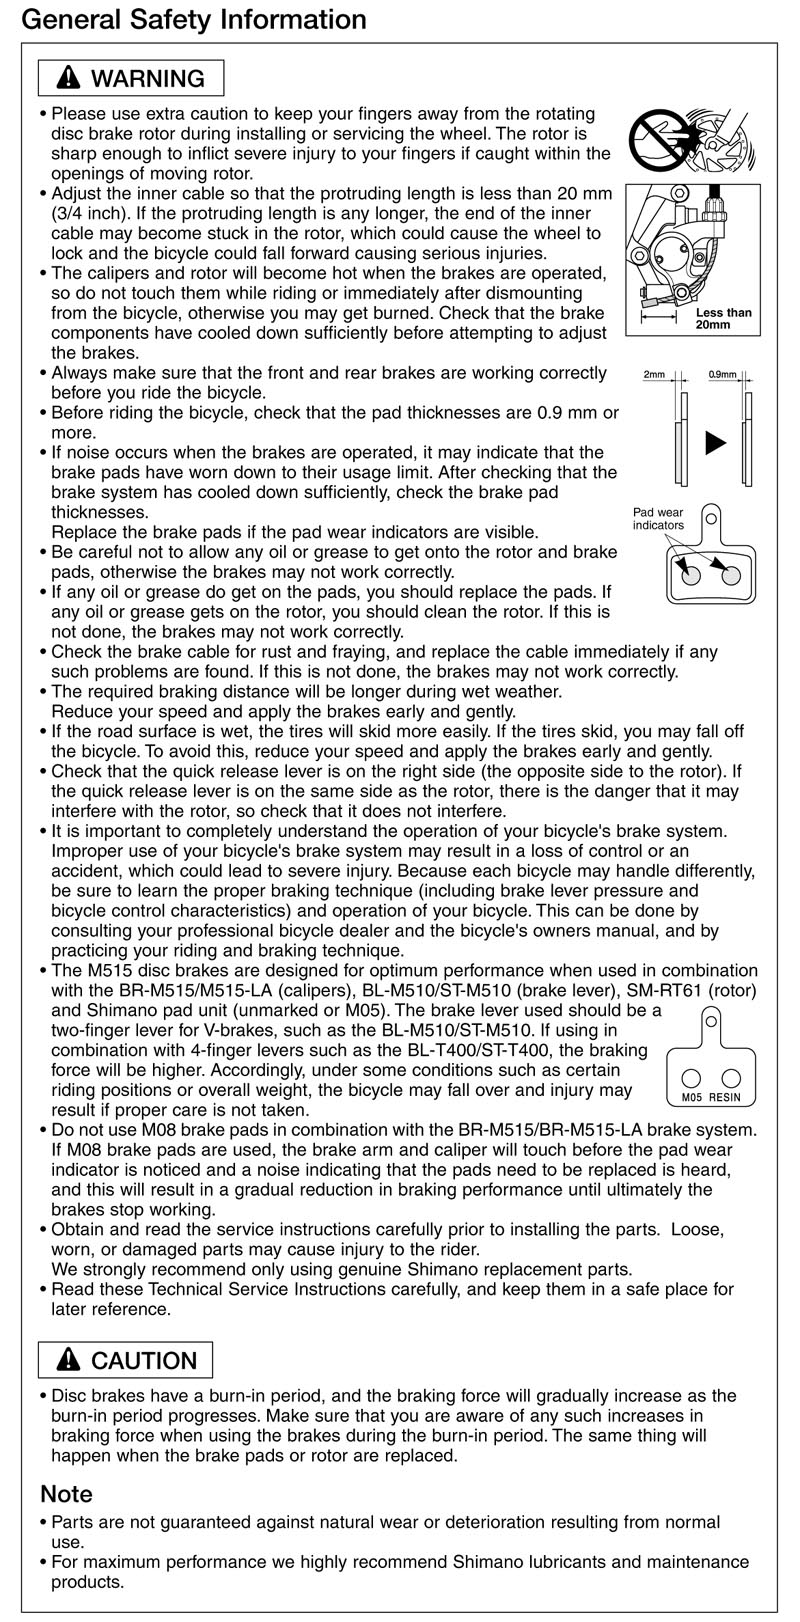 General Safety Information
WARNING
• Please use extra caution to keep your fingers away from the rotating
disc brake rotor during installing or servicing the wheel. The rotor is
sharp enough to inflict severe injury to your fingers if caught within the
openings of moving rotor.
• Adjust the inner cable so that the protruding length is less than 20 mm
(3/4 inch). If the protruding length is any longer, the end of the inner
cable may become stuck in the rotor, which could cause the wheel to
lock and the bicycle could fall forward causing serious injuries.
Less than
20mm
• The calipers and rotor will become hot when the brakes are operated,
so do not touch them while riding or immediately after dismounting
from the bicycle, otherwise you may get burned. Check that the brake
components have cooled down sufficiently before attempting to adjust
the brakes.
• Always make sure that the front and rear brakes are working correctly
before you ride the bicycle.
2mm
0.9mm
• Before riding the bicycle, check that the pad thicknesses are 0.9 mm or
more.
• If noise occurs when the brakes are operated, it may indicate that the
brake pads have worn down to their usage limit. After checking that the
brake system has cooled down sufficiently, check the brake pad
thicknesses.
Replace the brake pads if the pad wear indicators are visible.
Pad wear
indicators
• Be careful not to allow any oil or grease to get onto the rotor and brake
pads, otherwise the brakes may not work correctly.
• If any oil or grease do get on the pads, you should replace the pads. If
any oil or grease gets on the rotor, you should clean the rotor. If this is
not done, the brakes may not work correctly.
• Check the brake cable for rust and fraying, and replace the cable immediately if any
such problems are found. If this is not done, the brakes may not work correctly.
• The required braking distance will be longer during wet weather.
Reduce your speed and apply the brakes early and gently.
• If the road surface is wet, the tires will skid more easily. If the tires skid, you may fall off
the bicycle. To avoid this, reduce your speed and apply the brakes early and gently.
• Check that the quick release lever is on the right side (the opposite side to the rotor). If
the quick release lever is on the same side as the rotor, there is the danger that it may
interfere with the rotor, so check that it does not interfere.
• It is important to completely understand the operation of your bicycle's brake system.
Improper use of your bicycle's brake system may result in a loss of control or an
accident, which could lead to severe injury. Because each bicycle may handle differently,
be sure to learn the proper braking technique (including brake lever pressure and
bicycle control characteristics) and operation of your bicycle. This can be done by
consulting your professional bicycle dealer and the bicycle's owners manual, and by
practicing your riding and braking technique.
• The M515 disc brakes are designed for optimum performance when used in combination
with the BR-M515/M515-LA (calipers), BL-M510/ST-M510 (brake lever), SM-RT61 (rotor)
and Shimano pad unit (unmarked or M05). The brake lever used should be a
two-finger lever for V-brakes, such as the BL-M510/ST-M510. If using in
combination with 4-finger levers such as the BL-T400/ST-T400, the braking
force will be higher. Accordingly, under some conditions such as certain
riding positions or overall weight, the bicycle may fall over and injury may
result if proper care is not taken.
M05 RESIN
• Do not use M08 brake pads in combination with the BR-M515/BR-M515-LA brake system.
If M08 brake pads are used, the brake arm and caliper will touch before the pad wear
indicator is noticed and a noise indicating that the pads need to be replaced is heard,
and this will result in a gradual reduction in braking performance until ultimately the
brakes stop working.
• Obtain and read the service instructions carefully prior to installing the parts. Loose,
worn, or damaged parts may cause injury to the rider.
We strongly recommend only using genuine Shimano replacement parts.
• Read these Technical Service Instructions carefully, and keep them in a safe place for
later reference.
CAUTION
• Disc brakes have a burn-in period, and the braking force will gradually increase as the
burn-in period progresses. Make sure that you are aware of any such increases in
braking force when using the brakes during the burn-in period. The same thing will
happen when the brake pads or rotor are replaced.
Note
• Parts are not guaranteed against natural wear or deterioration resulting from normal
use.
• For maximum performance we highly recommend Shimano lubricants and maintenance
products.